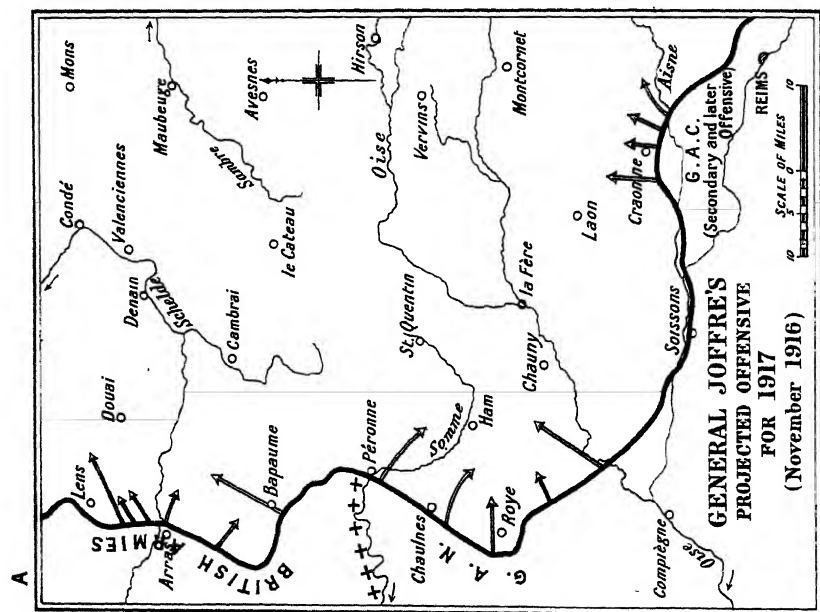 A
Mons
Condé
Maubeuge
Valenciennes
Sambre
Denain
Schelde
Avesnes
Douai
le Cateau
Cambrai
Hirson
Lens
Oise
ARMIES
Arras
Bapaume
Vervins
St. Quentin
BRITISH
Péronne
Somme
Montcornet
la Fère
Ham
Chauny
Laon
Chaulnes
Roye
G. A. N.
Aisne
Craonne
G. A. C.
(Secondary and later
Offensive)
REIMS
Soissons
Compiègne
Oise
GENERAL JOFFRE'S
PROJECTED OFFENSIVE
FOR 1917
(November 1916)
SCALE OF MILES
10 5 0 10